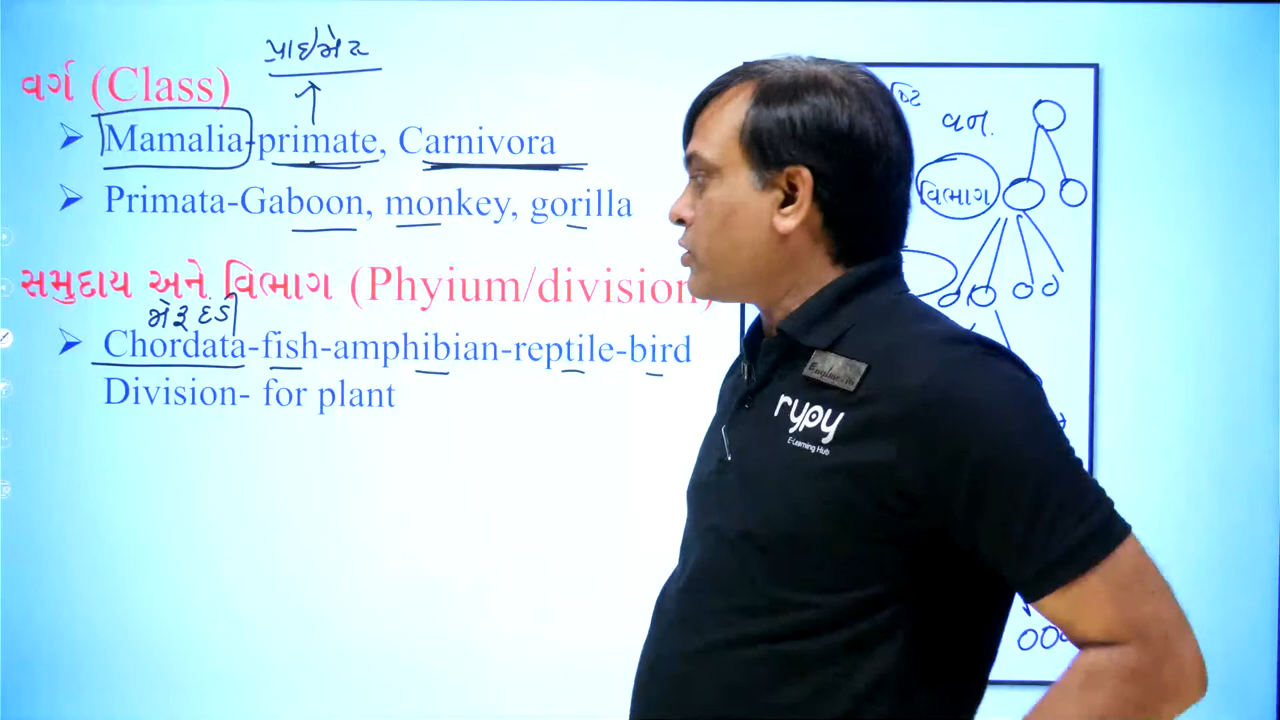 પ્રાઈમેટ
વર્ગ (Class)
➢ Mamalia-primate, Carnivora
➢ Primata-Gaboon, monkey, gorilla
સમુદાય અને વિભાગ (Phyium/division)
મેરૂદંડી
➢ Chordata-fish-amphibian-reptile-bird
Division- for plant
વન.
વિભાગ
rypy
E-Learning Hub